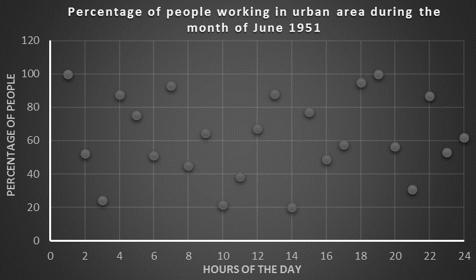 Percentage of people working in urban area during the
month of June 1951
120
100
80
60
40
20
0
PERCENTAGE OF PEOPLE
0 2 4 6 8 10 12 14 16 18 20 22 24
HOURS OF THE DAY